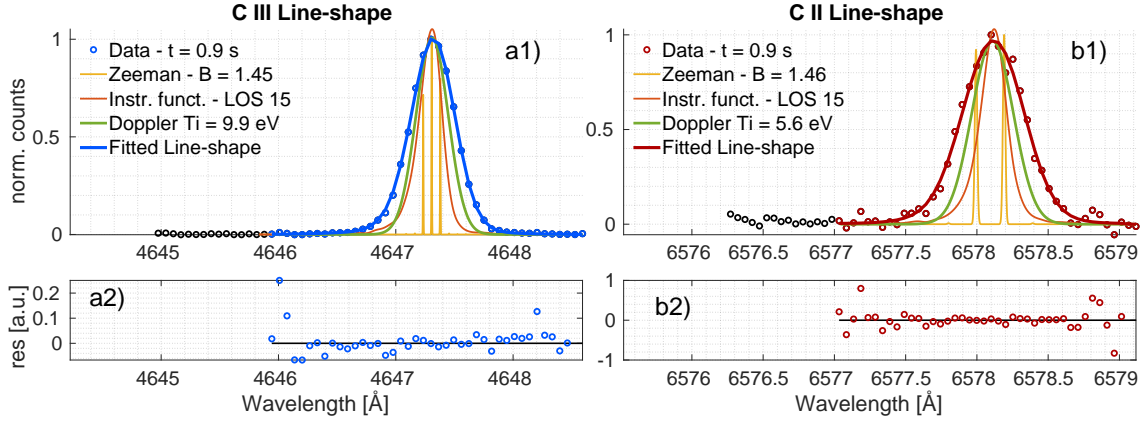 C III Line-shape
a1)
Data - t = 0.9 s
Zeeman - B = 1.45
Instr. funct. - LOS 15
Doppler Ti = 9.9 eV
Fitted Line-shape
norm. counts
1
0.5
0
4645
4646
4647
4648
a2)
res [a.u.]
0.2
0.1
0
4645
4646
4647
4648
Wavelength [Å]
C II Line-shape
b1)
Data - t = 0.9 s
Zeeman - B = 1.46
Instr. funct. - LOS 15
Doppler Ti = 5.6 eV
Fitted Line-shape
1
0.5
0
6576
6576.5
6577
6577.5
6578
6578.5
6579
b2)
1
0
-1
6576
6576.5
6577
6577.5
6578
6578.5
6579
Wavelength [Å]